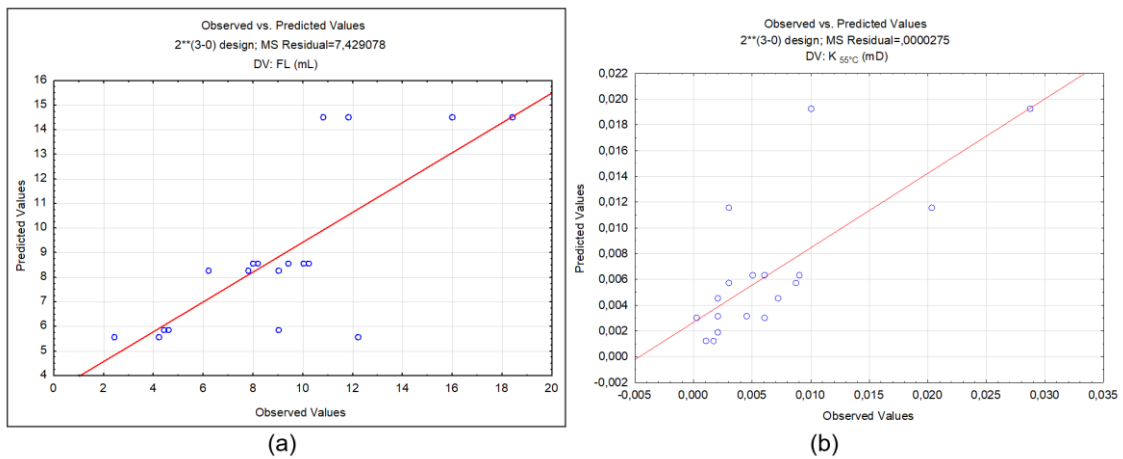 Observed vs. Predicted Values
2**(3-0) design; MS Residual=7,429078
DV: FL (mL)
16
15
14
13
12
11
10
9
8
7
6
5
4
0 2 4 6 8 10 12 14 16 18 20
Predicted Values
Observed Values
(a)
Observed vs. Predicted Values
2**(3-0) design; MS Residual=,0000275
DV: K 55°C (mD)
0,022
0,020
0,018
0,016
0,014
0,012
0,010
0,008
0,006
0,004
0,002
0,000
-0,002
-0,005 0,000 0,005 0,010 0,015 0,020 0,025 0,030 0,035
Predicted Values
Observed Values
(b)